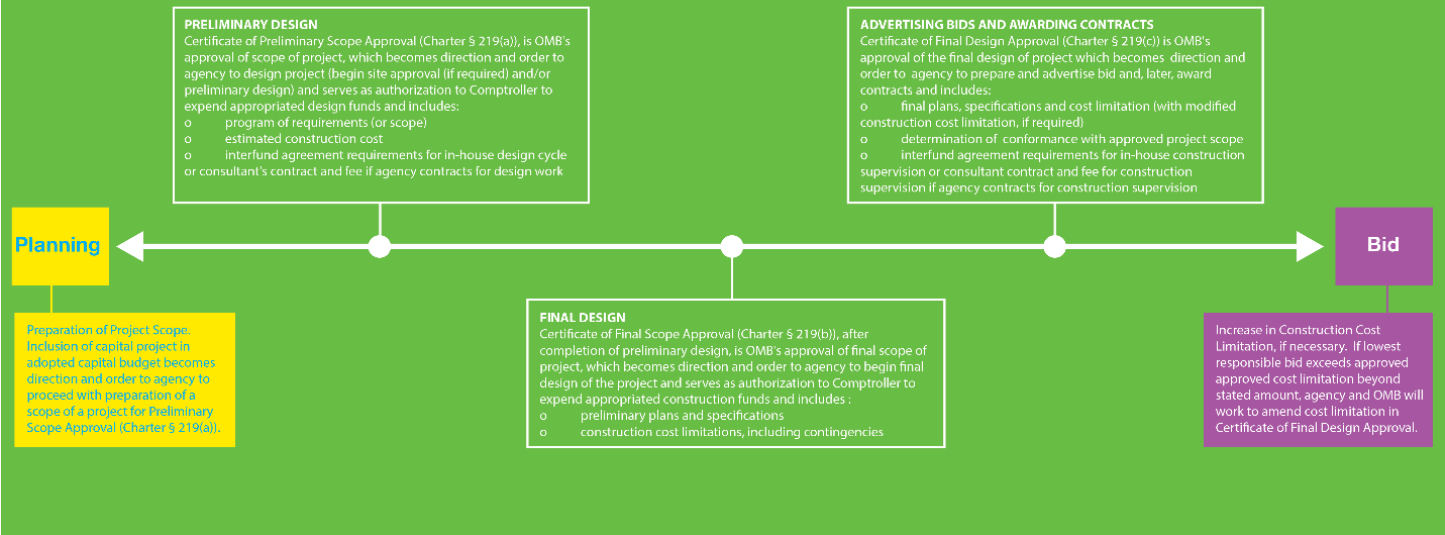 PRELIMINARY DESIGN
Certificate of Preliminary Scope Approval (Charter § 219(a)), is OMB's
approval of scope of project, which becomes direction and order to
agency to design project (begin site approval (if required) and/or
preliminary design) and serves as authorization to Comptroller to
expend appropriated design funds and includes:
o program of requirements (or scope)
o estimated construction cost
o interfund agreement requirements for in-house design cycle
or consultant's contract and fee if agency contracts for design work
ADVERTISING BIDS AND AWARDING CONTRACTS
Certificate of Final Design Approval (Charter § 219(c)) is OMB's
approval of the final design of project which becomes direction and
order to agency to prepare and advertise bid and, later, award
contracts and includes:
o final plans, specifications and cost limitation (with modified
construction cost limitation, if required)
o determination of conformance with approved project scope
o interfund agreement requirements for in-house construction
supervision or consultant contract and fee for construction
supervision if agency contracts for construction supervision
Planning
Bid
Preparation of Project Scope.
Inclusion of capital project in
adopted capital budget becomes
direction and order to agency to
proceed with preparation of a
scope of a project for Preliminary
Scope Approval (Charter § 219(a)).
FINAL DESIGN
Certificate of Final Scope Approval (Charter § 219(b)), after
completion of preliminary design, is OMB's approval of final scope of
project, which becomes direction and order to agency to begin final
design of the project and serves as authorization to Comptroller to
expend appropriated construction funds and includes :
o preliminary plans and specifications
o construction cost limitations, including contingencies
Increase in Construction Cost
Limitation, if necessary. If lowest
responsible bid exceeds approved
approved cost limitation beyond
stated amount, agency and OMB will
work to amend cost limitation in
Certificate of Final Design Approval.